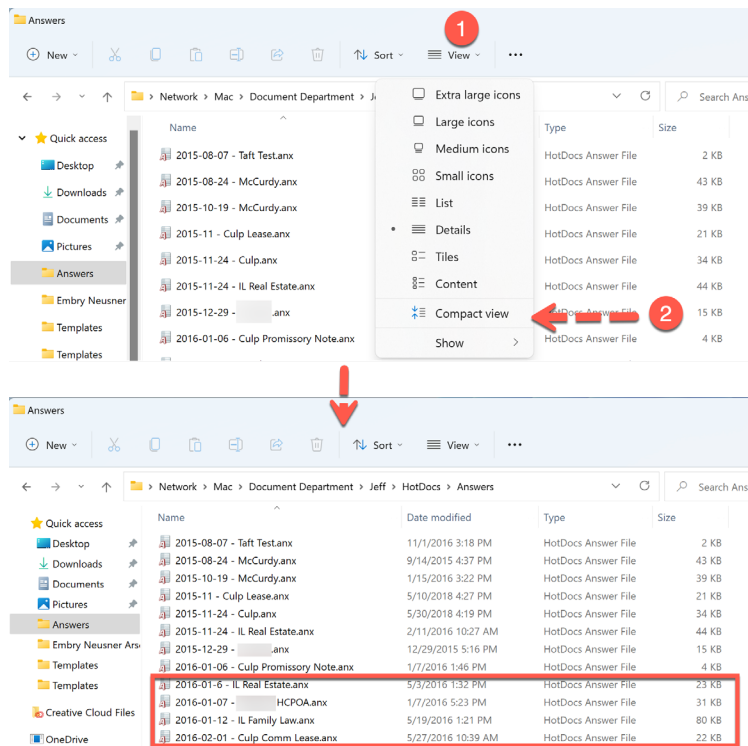 Answers
1
New
Sort
View
Network > Mac > Document Department > Je
Search Ans
Extra large icons
Large icons
Medium icons
Small icons
List
Details
Tiles
Content
Compact view
Show
2
Name Type Size
Quick access
Desktop
Downloads
Documents
Pictures
Answers
Embry Neusner
Templates
Templates
2015-08-07 - Taft Test.anx HotDocs Answer File 2 KB
2015-08-24 - McCurdy.anx HotDocs Answer File 43 KB
2015-10-19 - McCurdy.anx HotDocs Answer File 39 KB
2015-11 - Culp Lease.anx HotDocs Answer File 21 KB
2015-11-24 - Culp.anx HotDocs Answer File 34 KB
2015-11-24 - IL Real Estate.anx HotDocs Answer File 44 KB
2015-12-29 - .anx HotDocs Answer File 15 KB
2016-01-06 - Culp Promissory Note.anx HotDocs Answer File 4 KB
Answers
New
Sort
View
Network > Mac > Document Department > Jeff > HotDocs > Answers
Search Ans
Name Date modified Type Size
Quick access
Desktop
Downloads
Documents
Pictures
Answers
Embry Neusner Ars
Templates
Templates
Creative Cloud Files
OneDrive
2015-08-07 - Taft Test.anx 11/1/2016 3:18 PM HotDocs Answer File 2 KB
2015-08-24 - McCurdy.anx 9/14/2015 4:37 PM HotDocs Answer File 43 KB
2015-10-19 - McCurdy.anx 1/15/2016 3:22 PM HotDocs Answer File 39 KB
2015-11 - Culp Lease.anx 5/10/2018 4:27 PM HotDocs Answer File 21 KB
2015-11-24 - Culp.anx 5/30/2018 4:19 PM HotDocs Answer File 34 KB
2015-11-24 - IL Real Estate.anx 2/11/2016 10:27 AM HotDocs Answer File 44 KB
2015-12-29 - .anx 12/29/2015 5:16 PM HotDocs Answer File 15 KB
2016-01-06 - Culp Promissory Note.anx 1/7/2016 1:46 PM HotDocs Answer File 4 KB
2016-01-6 - IL Real Estate.anx 5/3/2016 1:32 PM HotDocs Answer File 23 KB
2016-01-07 - HCPOA.anx 1/7/2016 5:23 PM HotDocs Answer File 31 KB
2016-01-12 - IL Family Law.anx 5/19/2016 1:21 PM HotDocs Answer File 80 KB
2016-02-01 - Culp Comm Lease.anx 5/27/2016 10:39 AM HotDocs Answer File 22 KB